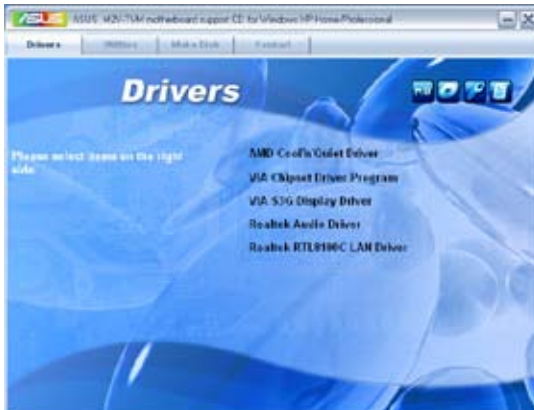 ASUS M2V-TVM motherboard support CD for Windows XP Home/Professional
Drivers
Utilities
Make Disk
Contact
Drivers
Please select items on the right side
AMD Cool'n'Quiet Driver
VIA Chipset Driver Program
VIA S3G Display Driver
Realtek Audio Driver
Realtek RTL8100C LAN Driver